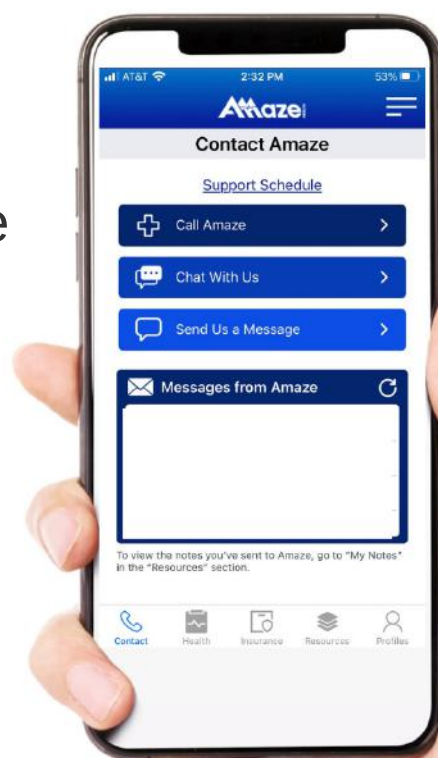 e
AT&T 2:32 PM 53%
Amaze
Contact Amaze
Support Schedule
Call Amaze
Chat With Us
Send Us a Message
Messages from Amaze
To view the notes you've sent to Amaze, go to "My Notes"
in the "Resources" section.
Contact Health Insurance Resources Profiles